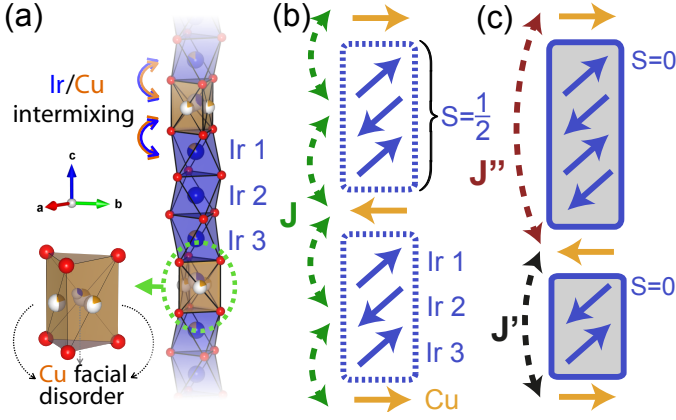 (a)
Ir/Cu
intermixing
c
a
b
Ir 1
Ir 2
Ir 3
Cu facial
disorder
(b)
S=1/2
J
Ir 1
Ir 2
Ir 3
Cu
(c)
S=0
J"
S=0
J'